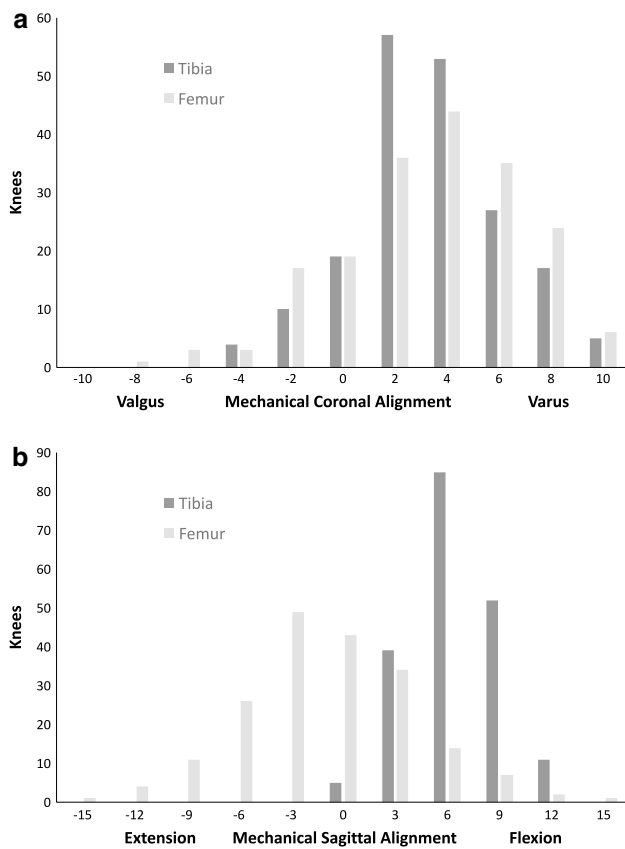 a
60
50
40
30
20
10
0
Knees
Tibia
Femur
-10 -8 -6 -4 -2 0 2 4 6 8 10
Valgus Mechanical Coronal Alignment Varus
b
90
80
70
60
50
40
30
20
10
0
Knees
Tibia
Femur
-15 -12 -9 -6 -3 0 3 6 9 12 15
Extension Mechanical Sagittal Alignment Flexion